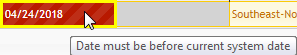 04/24/2018
Southeast-No
Date must be before current system date